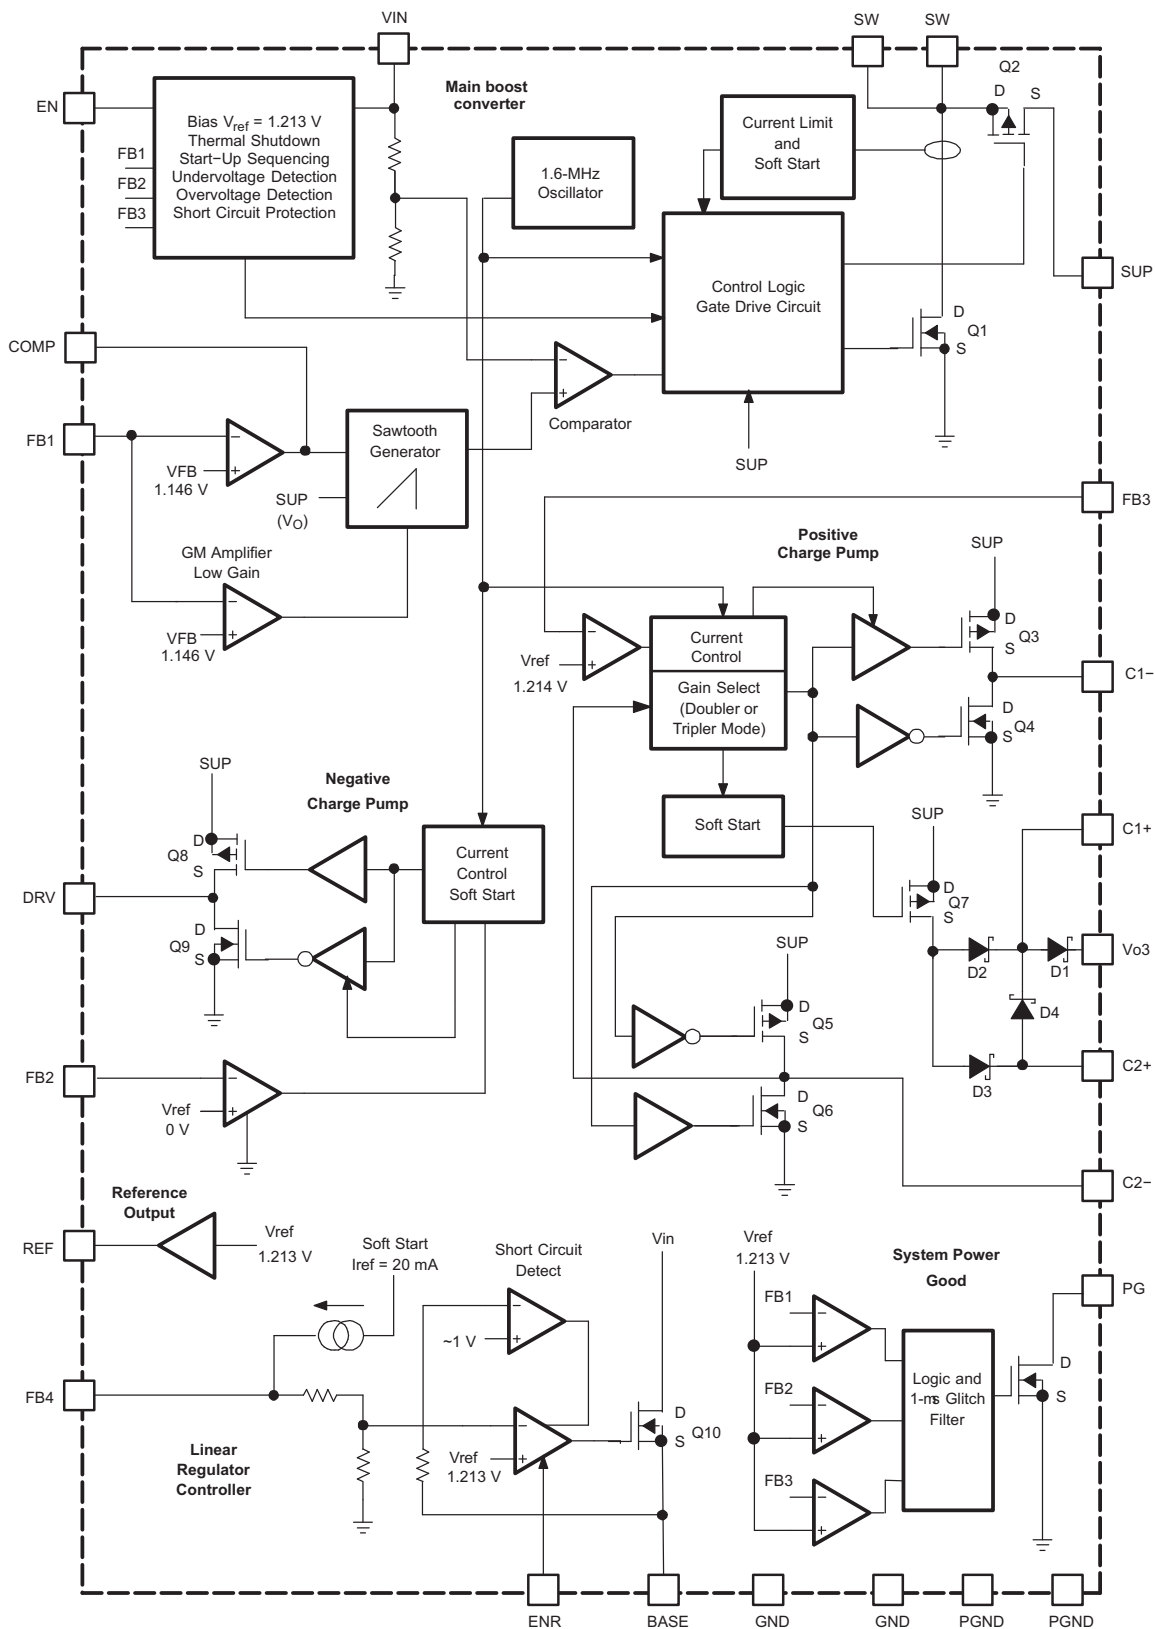 VIN
SW
SW
Q2
D
S
EN
Main boost
converter
Bias Vref = 1.213 V
Thermal Shutdown
Start−Up Sequencing
Undervoltage Detection
Overvoltage Detection
Short Circuit Protection
FB1
FB2
FB3
1.6-MHz
Oscillator
Current Limit
and
Soft Start
Control Logic
Gate Drive Circuit
SUP
D
Q1
S
COMP
Comparator
−
+
SUP
FB1
−
+
VFB
1.146 V
Sawtooth
Generator
SUP
(VO)
FB3
GM Amplifier
Low Gain
−
+
VFB
1.146 V
Positive
Charge Pump
SUP
−
+
Vref
1.214 V
Current
Control
Gain Select
(Doubler or
Tripler Mode)
D
Q3
S
C1−
D
Q4
S
Soft Start
SUP
C1+
D
Q7
S
SUP
Negative
Charge Pump
D
Q8
S
Current
Control
Soft Start
DRV
D
Q9
S
SUP
D2
D1
Vo3
D4
D
Q5
S
D3
C2+
FB2
−
+
Vref
0 V
D
Q6
S
C2−
Reference
Output
REF
Vref
1.213 V
Soft Start
Iref = 20 mA
Short Circuit
Detect
−
+
~1 V
Vin
Vref
1.213 V
System Power
Good
PG
FB1
−
+
FB2
−
+
FB3
−
+
Logic and
1-ms Glitch
Filter
D
S
FB4
−
+
Vref
1.213 V
D
Q10
S
Linear
Regulator
Controller
ENR
BASE
GND
GND
PGND
PGND